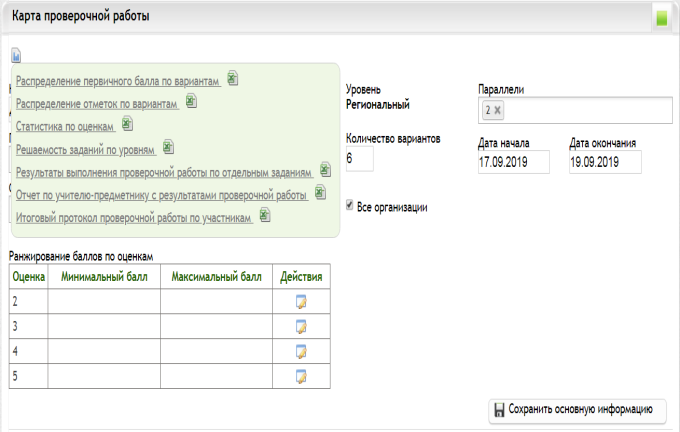 Карта проверочной работы
Распределение первичного балла по вариантам
Распределение отметок по вариантам
Статистика по оценкам
Решаемость заданий по уровням
Результаты выполнения проверочной работы по отдельным заданиям
Отчет по учителю-предметнику с результатами проверочной работы
Итоговый протокол проверочной работы по участникам
Уровень
Региональный
Параллели
2
Количество вариантов
6
Дата начала
17.09.2019
Дата окончания
19.09.2019
Все организации
Ранжирование баллов по оценкам
Оценка Минимальный балл Максимальный балл Действия
2
3
4
5
Сохранить основную информацию